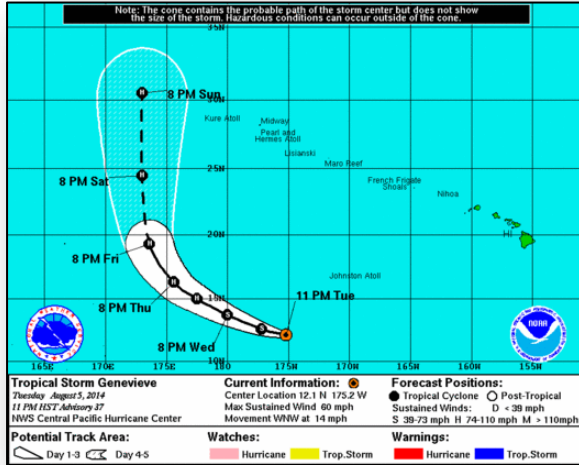 Note: The cone contains the probable path of the storm center but does not show
the size of the storm. Hazardous conditions can occur outside of the cone.
35N
H 8 PM Sun
30N
Kure Atoll
Midway
Pearl and
Hermes Atoll
Lisianski
Maro Reef
25N
H
8 PM Sat
French Frigate
Shoals
Nihoa
20N
HI
H
8 PM Fri
Johnston Atoll
H
15N
H
8 PM Thu
11 PM Tue
S
S
8 PM Wed
10N
NOAA
165E 170E 175E 180W 175W 170W 165W 160W 155W
Tropical Storm Genevieve
Tuesday August 5, 2014
11 PM HST Advisory 37
NWS Central Pacific Hurricane Center
Current Information:
Center Location 12.1 N 175.2 W
Max Sustained Wind 60 mph
Movement WNW at 14 mph
Forecast Positions:
Tropical Cyclone Post-Tropical
Sustained Winds: D < 39 mph
S 39-73 mph H 74-110 mph M > 110mph
Potential Track Area:
Day 1-3 Day 4-5
Watches:
Hurricane Trop.Storm
Warnings:
Hurricane Trop.Storm